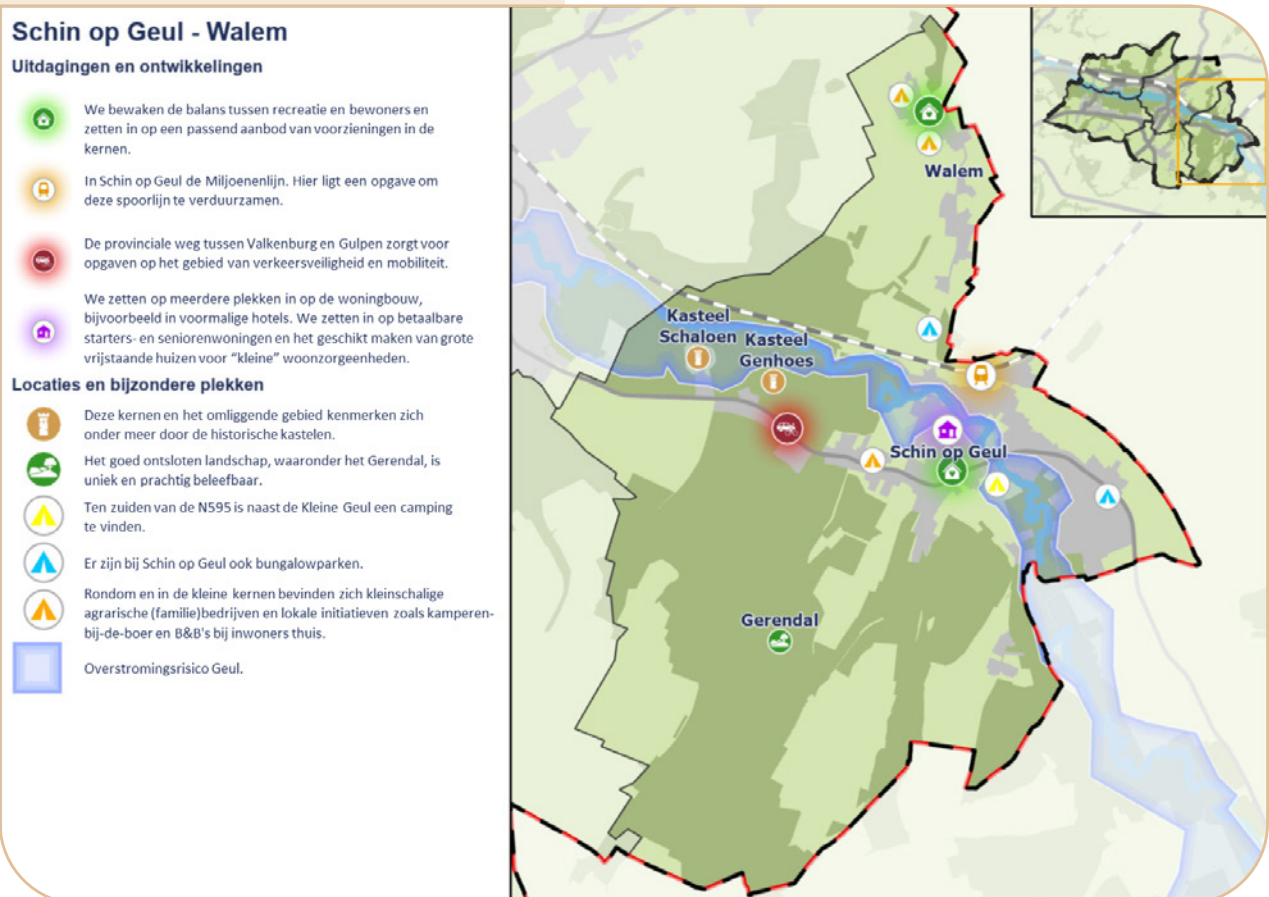 Schin op Geul - Walem
Uitdagingen en ontwikkelingen
We bewaken de balans tussen recreatie en bewoners en
zetten in op een passend aanbod van voorzieningen in de
kernen.
In Schin op Geul de Miljoenenlijn. Hier ligt een opgave om
deze spoorlijn te verduurzamen.
De provinciale weg tussen Valkenburg en Gulpen zorgt voor
opgaven op het gebied van verkeersveiligheid en mobiliteit.
We zetten op meerdere plekken in op de woningbouw,
bijvoorbeeld in voormalige hotels. We zetten in op betaalbare
starters- en seniorenwoningen en het geschikt maken van grote
vrijstaande huizen voor “kleine” woonzorgeenheden.
Locaties en bijzondere plekken
Deze kernen en het omliggende gebied kenmerken zich
onder meer door de historische kastelen.
Het goed ontsloten landschap, waaronder het Gerendal, is
uniek en prachtig beleefbaar.
Ten zuiden van de N595 is naast de Kleine Geul een camping
te vinden.
Er zijn bij Schin op Geul ook bungalowparken.
Rondom en in de kleine kernen bevinden zich kleinschalige
agrarische (familie)bedrijven en lokale initiatieven zoals kamperen-
bij-de-boer en B&B's bij inwoners thuis.
Overstromingsrisico Geul.
Walem
Kasteel
Schaloen
Kasteel
Genhoes
Schin op Geul
Gerendal